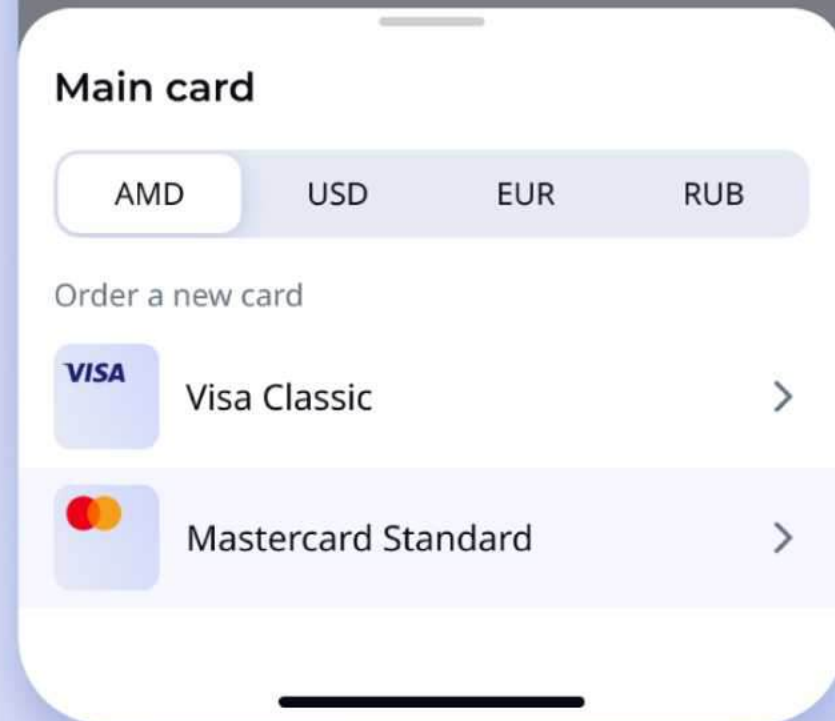 Main card
AMD USD EUR RUB
Order a new card
VISA
Visa Classic
Mastercard Standard